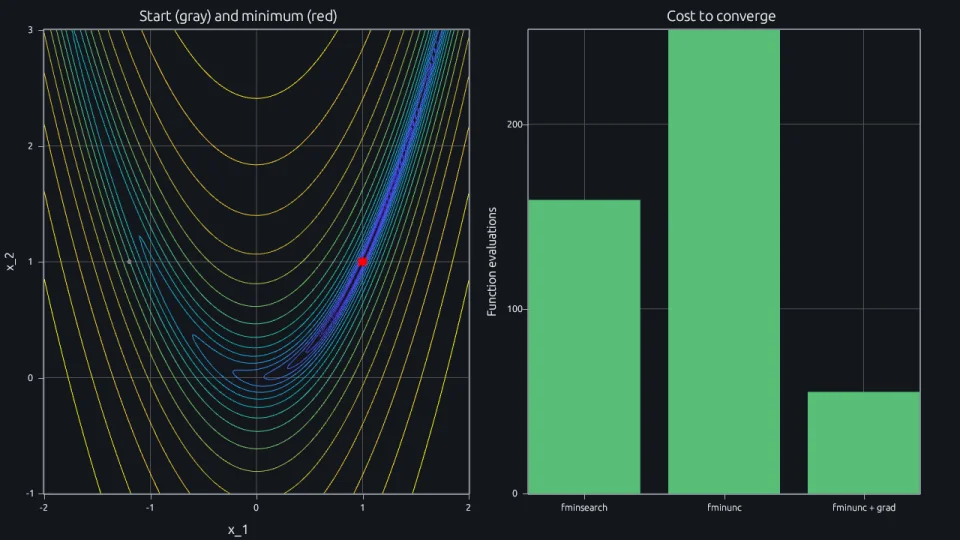 Start (gray) and minimum (red)
3
2
1
0
-1
-2
-1
0
1
2
x_2
x_1
Cost to converge
200
100
0
Function evaluations
fminsearch
fminunc
fminunc + grad